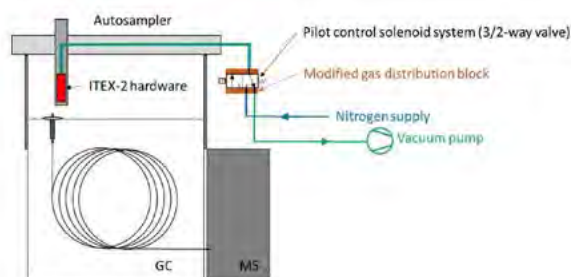 Autosampler
Pilot control solenoid system (3/2-way valve)
ITEX-2 hardware
Modified gas distribution block
Nitrogen supply
Vacuum pump
GC
MS